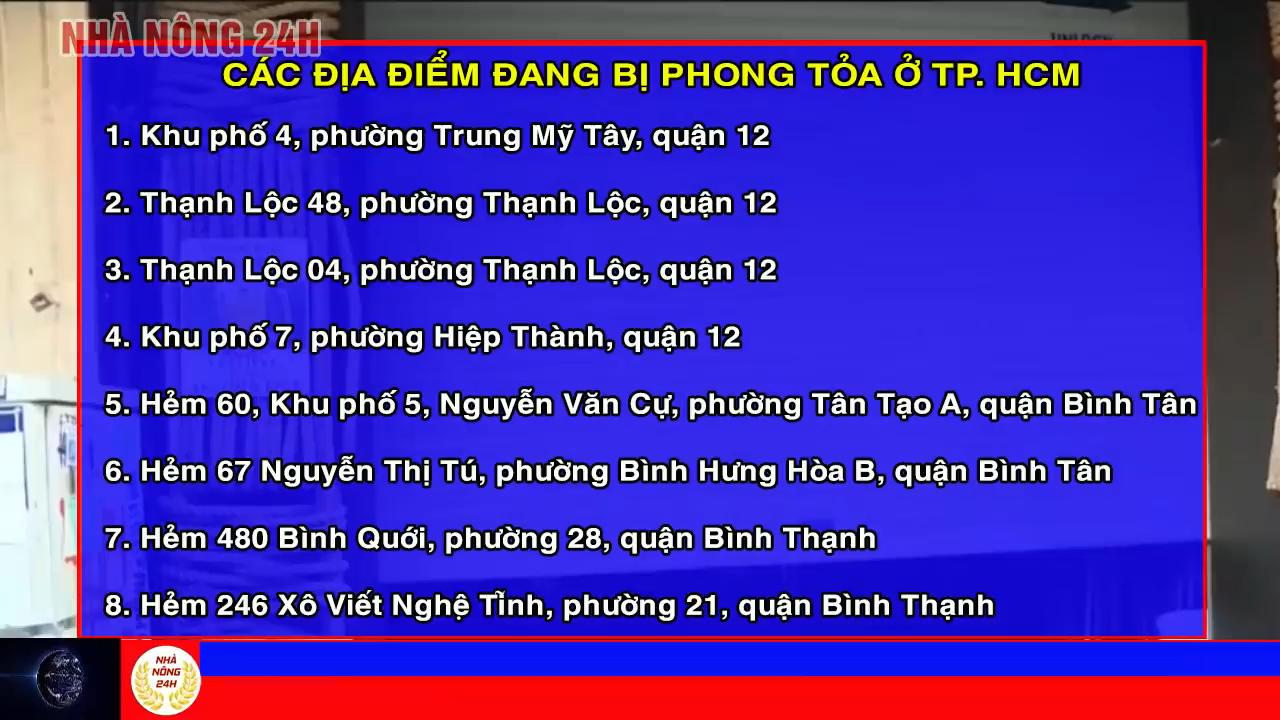 NHÀ NÔNG 24H
CÁC ĐỊA ĐIỂM ĐANG BỊ PHONG TỎA Ở TP. HCM
1. Khu phố 4, phường Trung Mỹ Tây, quận 12
2. Thạnh Lộc 48, phường Thạnh Lộc, quận 12
3. Thạnh Lộc 04, phường Thạnh Lộc, quận 12
4. Khu phố 7, phường Hiệp Thành, quận 12
5. Hẻm 60, Khu phố 5, Nguyễn Văn Cự, phường Tân Tạo A, quận Bình Tân
6. Hẻm 67 Nguyễn Thị Tú, phường Bình Hưng Hòa B, quận Bình Tân
7. Hẻm 480 Bình Quới, phường 28, quận Bình Thạnh
8. Hẻm 246 Xô Viết Nghệ Tĩnh, phường 21, quận Bình Thạnh
NHÀ
NÔNG
24H